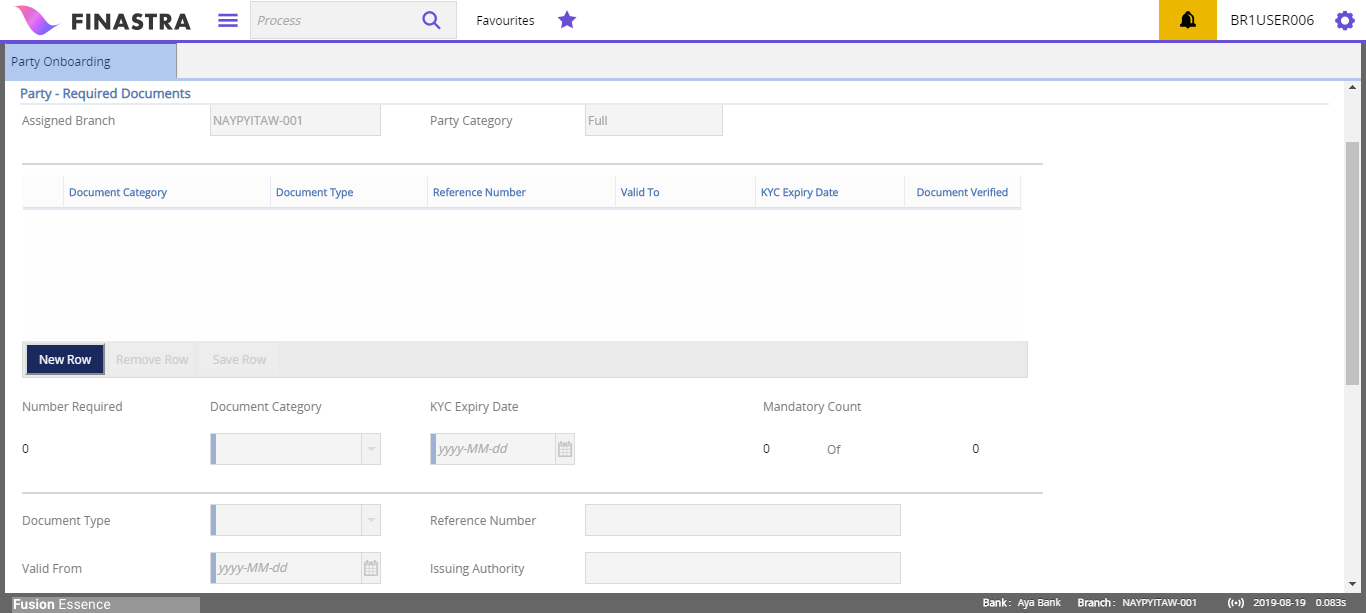 FINASTRA Process Favourites BR1USER006
Party Onboarding
Party - Required Documents
Assigned Branch NAYPYITAW-001 Party Category Full
Document Category Document Type Reference Number Valid To KYC Expiry Date Document Verified
New Row Remove Row Save Row
Number Required Document Category KYC Expiry Date Mandatory Count
0 yyyy-MM-dd 0 Of 0
Document Type Reference Number
Valid From yyyy-MM-dd Issuing Authority
Fusion Essence Bank : Aya Bank Branch : NAYPYITAW-001 2019-08-19 0.083s